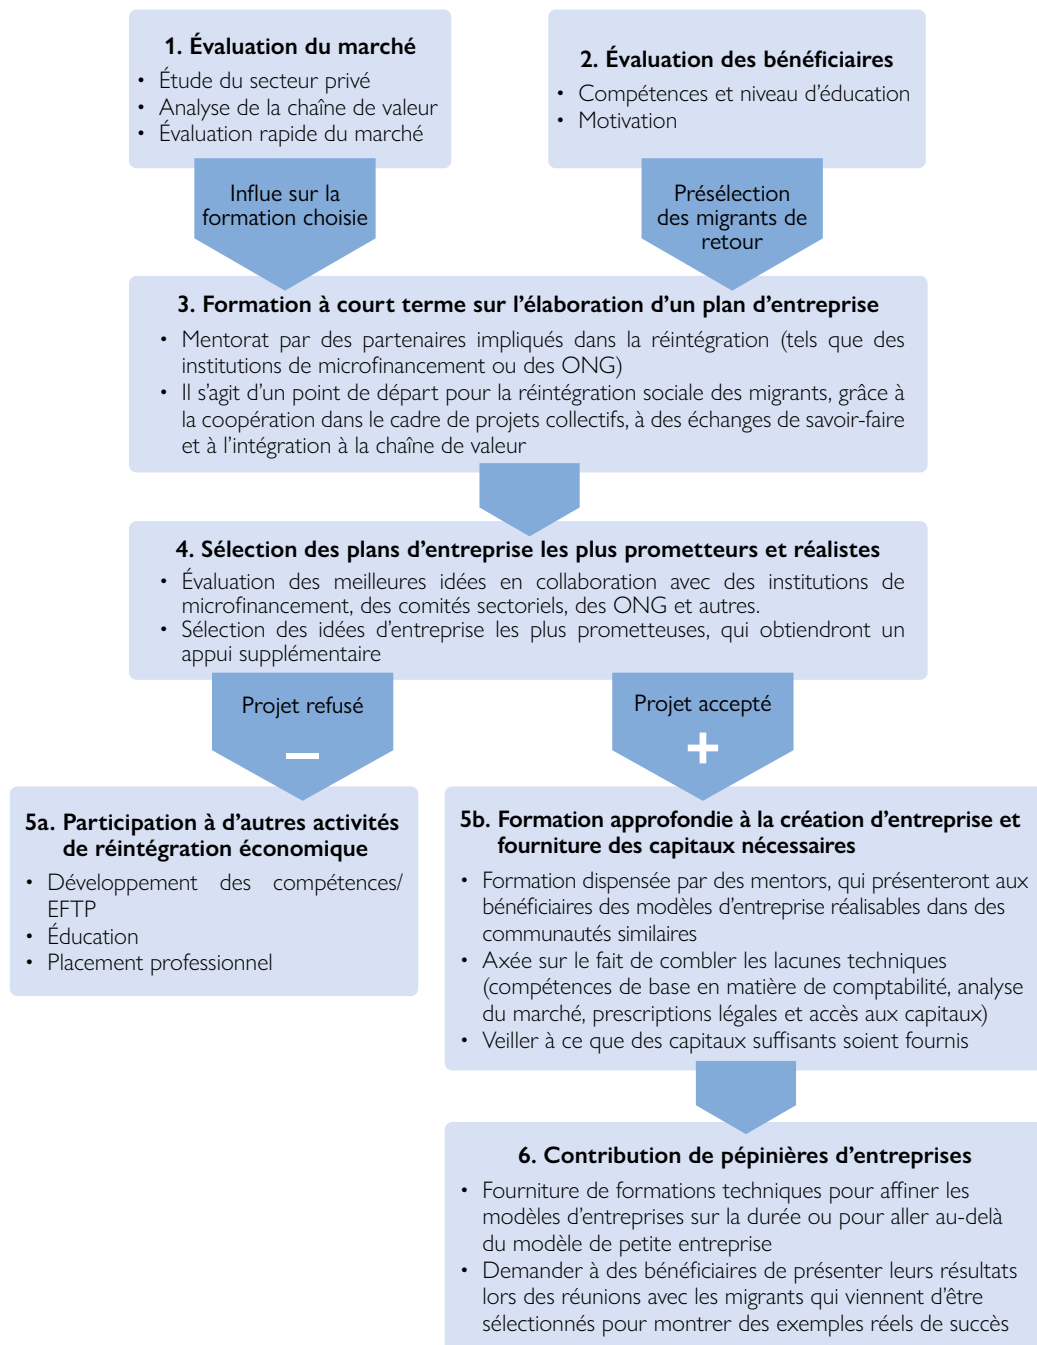 1. Évaluation du marché
• Étude du secteur privé
• Analyse de la chaîne de valeur
• Évaluation rapide du marché
2. Évaluation des bénéficiaires
• Compétences et niveau d’éducation
• Motivation
Influe sur la
formation choisie
Présélection
des migrants de
retour
3. Formation à court terme sur l’élaboration d’un plan d’entreprise
• Mentorat par des partenaires impliqués dans la réintégration (tels que des
institutions de microfinancement ou des ONG)
• Il s’agit d’un point de départ pour la réintégration sociale des migrants, grâce à
la coopération dans le cadre de projets collectifs, à des échanges de savoir-faire
et à l’intégration à la chaîne de valeur
4. Sélection des plans d’entreprise les plus prometteurs et réalistes
• Évaluation des meilleures idées en collaboration avec des institutions de
microfinancement, des comités sectoriels, des ONG et autres.
• Sélection des idées d’entreprise les plus prometteuses, qui obtiendront un
appui supplémentaire
Projet refusé
–
Projet accepté
+
5a. Participation à d’autres activités
de réintégration économique
• Développement des compétences/
EFTP
• Éducation
• Placement professionnel
5b. Formation approfondie à la création d’entreprise et
fourniture des capitaux nécessaires
• Formation dispensée par des mentors, qui présenteront aux
bénéficiaires des modèles d’entreprise réalisables dans des
communautés similaires
• Axée sur le fait de combler les lacunes techniques
(compétences de base en matière de comptabilité, analyse
du marché, prescriptions légales et accès aux capitaux)
• Veiller à ce que des capitaux suffisants soient fournis
6. Contribution de pépinières d’entreprises
• Fourniture de formations techniques pour affiner les
modèles d’entreprises sur la durée ou pour aller au-delà
du modèle de petite entreprise
• Demander à des bénéficiaires de présenter leurs résultats
lors des réunions avec les migrants qui viennent d’être
sélectionnés pour montrer des exemples réels de succès